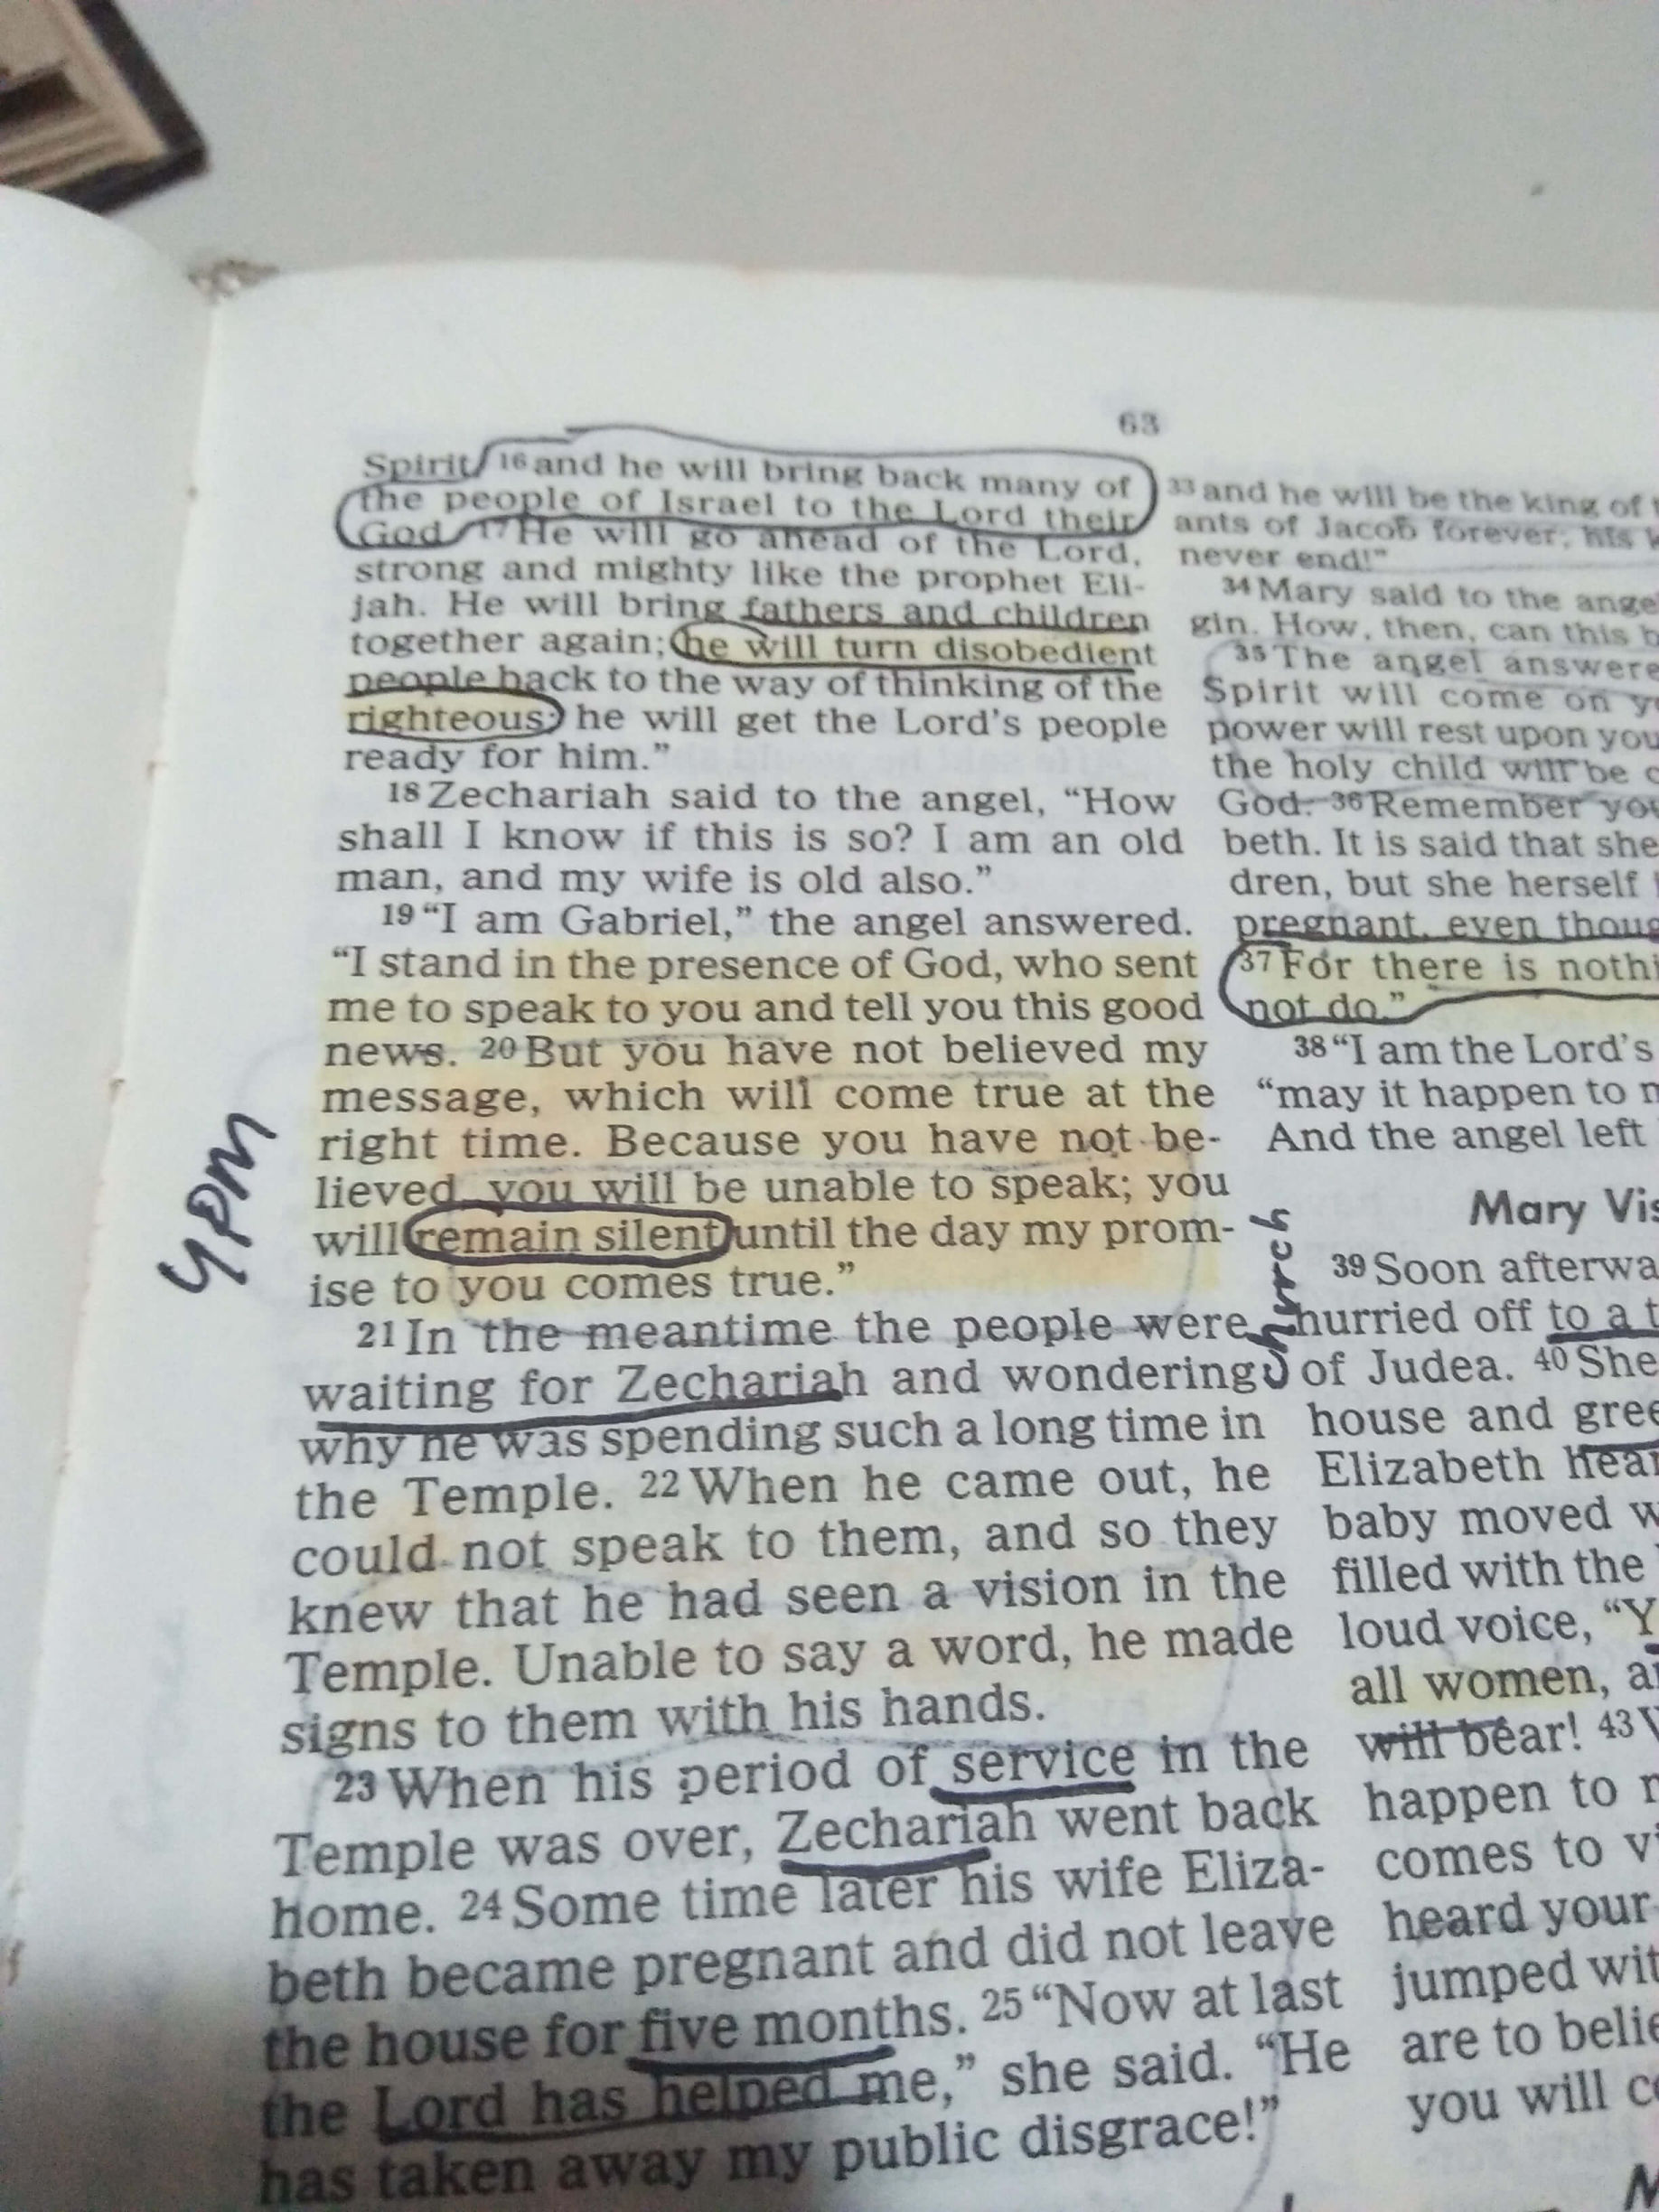 63
Spirit, 16 and he will bring back many of
the people of Israel to the Lord their
God. 17 He will go ahead of the Lord,
strong and mighty like the prophet Eli-
jah. He will bring fathers and children
together again; he will turn disobedient
people back to the way of thinking of the
righteous; he will get the Lord's people
ready for him."
18 Zechariah said to the angel, "How
shall I know if this is so? I am an old
man, and my wife is old also."
19 "I am Gabriel," the angel answered.
"I stand in the presence of God, who sent
me to speak to you and tell you this good
news. 20 But you have not believed my
message, which will come true at the
right time. Because you have not be-
lieved, you will be unable to speak; you
will remain silent until the day my prom-
ise to you comes true."
21 In the meantime the people were
waiting for Zechariah and wondering
why he was spending such a long time in
the Temple. 22 When he came out, he
could not speak to them, and so they
knew that he had seen a vision in the
Temple. Unable to say a word, he made
signs to them with his hands.
23 When his period of service in the
Temple was over, Zechariah went back
home. 24 Some time later his wife Eliza-
beth became pregnant and did not leave
the house for five months. 25 "Now at last
the Lord has helped me," she said. "He
has taken away my public disgrace!"
4PM
church
33 and he will be the king of
ants of Jacob forever; his
never end!"
34 Mary said to the
gin. How, then, can this
35 The angel
Spirit will come on
power will rest upon you
the holy child will be
God. 36 Remember
beth. It is said that she
dren, but she herself
pregnant, even
37 For there is
not do."
38 "I am the Lord's
"may it happen to
And the angel left
Mary
39 Soon
hurried off to a
of Judea. 40 She
house and
Elizabeth
baby moved
filled with the
loud voice,
all women,
will bear! 43
happen to
comes to
heard your
jumped
are to
you will